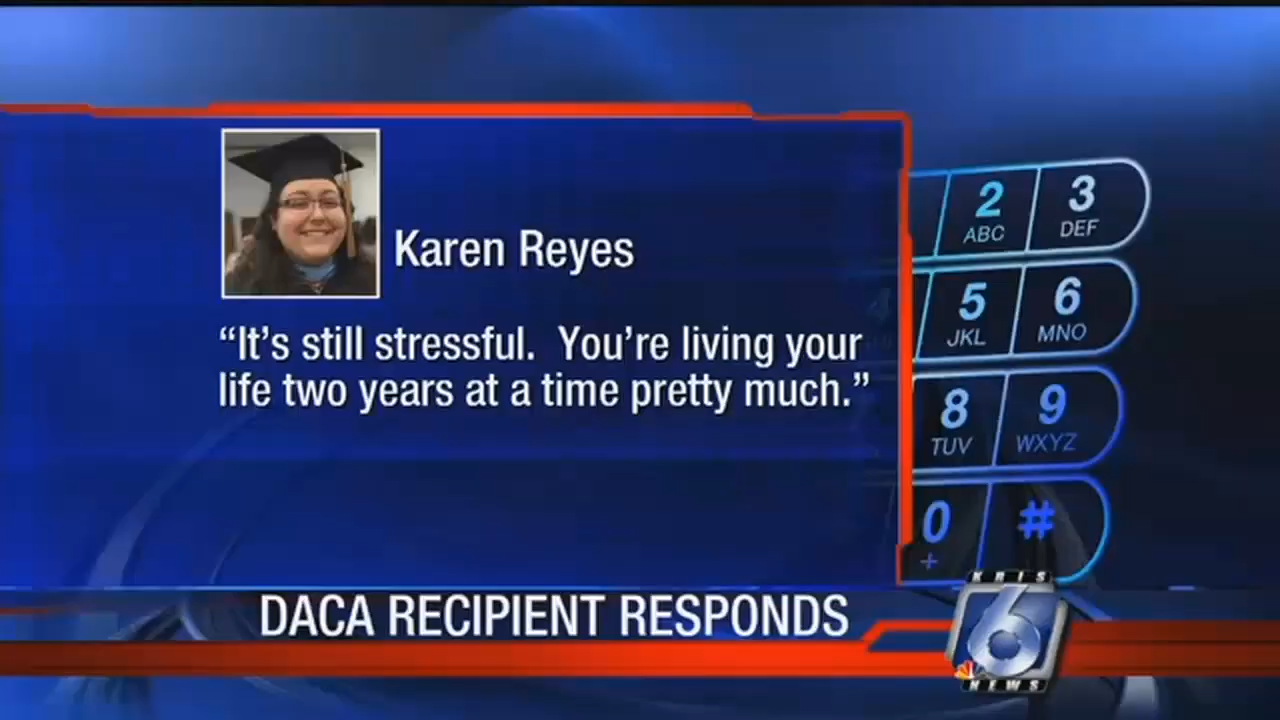 Karen Reyes
“It’s still stressful.  You’re living your
life two years at a time pretty much.”
2 3
ABC DEF
5 6
JKL MNO
8 9
TUV WXYZ
0 #
+
DACA RECIPIENT RESPONDS
KRIS
6
NEWS